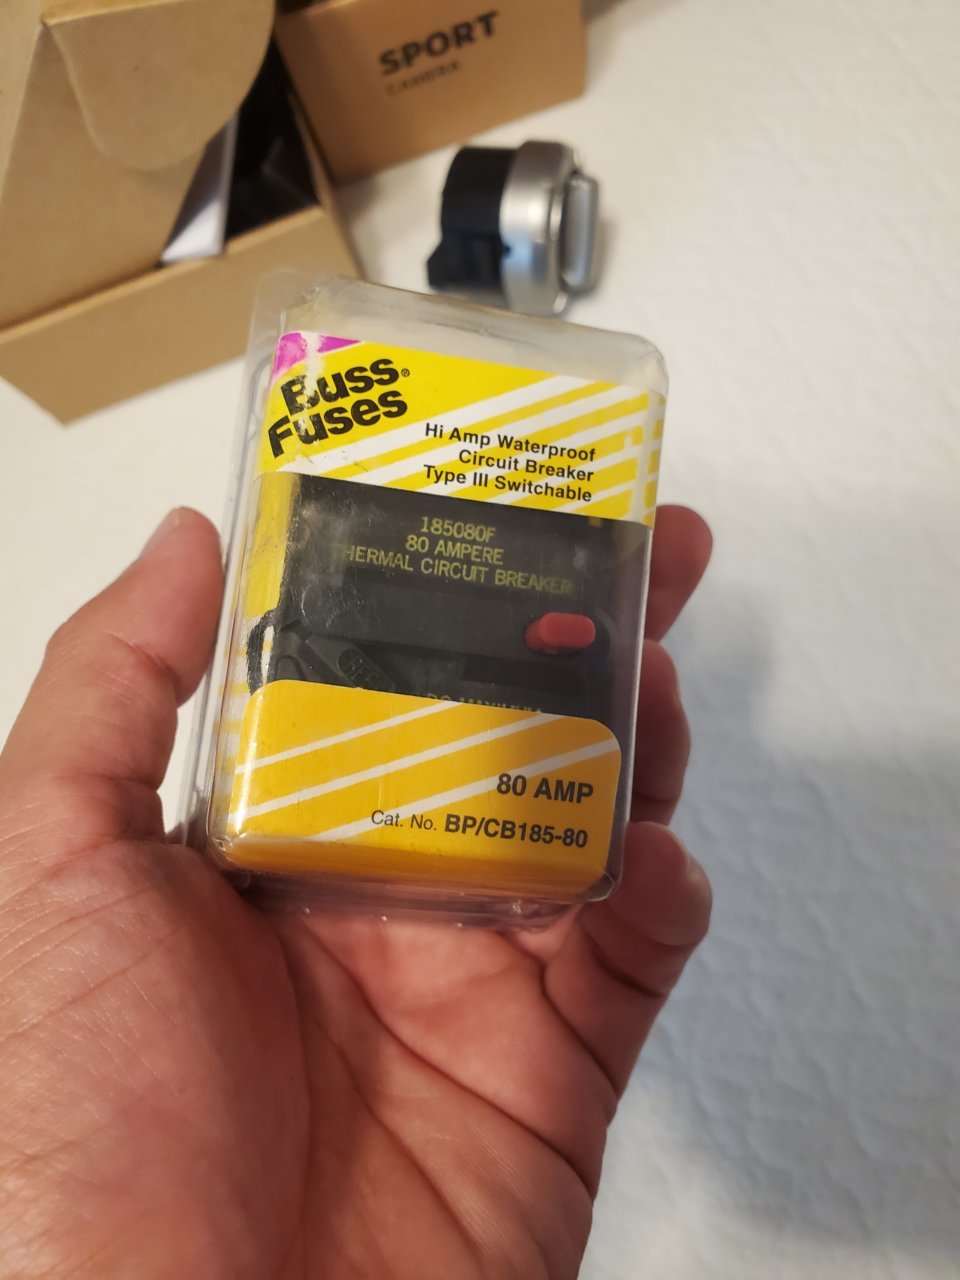 SPORT
CAMERA
Buss®
Fuses
Hi Amp Waterproof
Circuit Breaker
Type III Switchable
185080F
80 AMPERE
THERMAL CIRCUIT BREAKER
80 AMP
Cat. No. BP/CB185-80